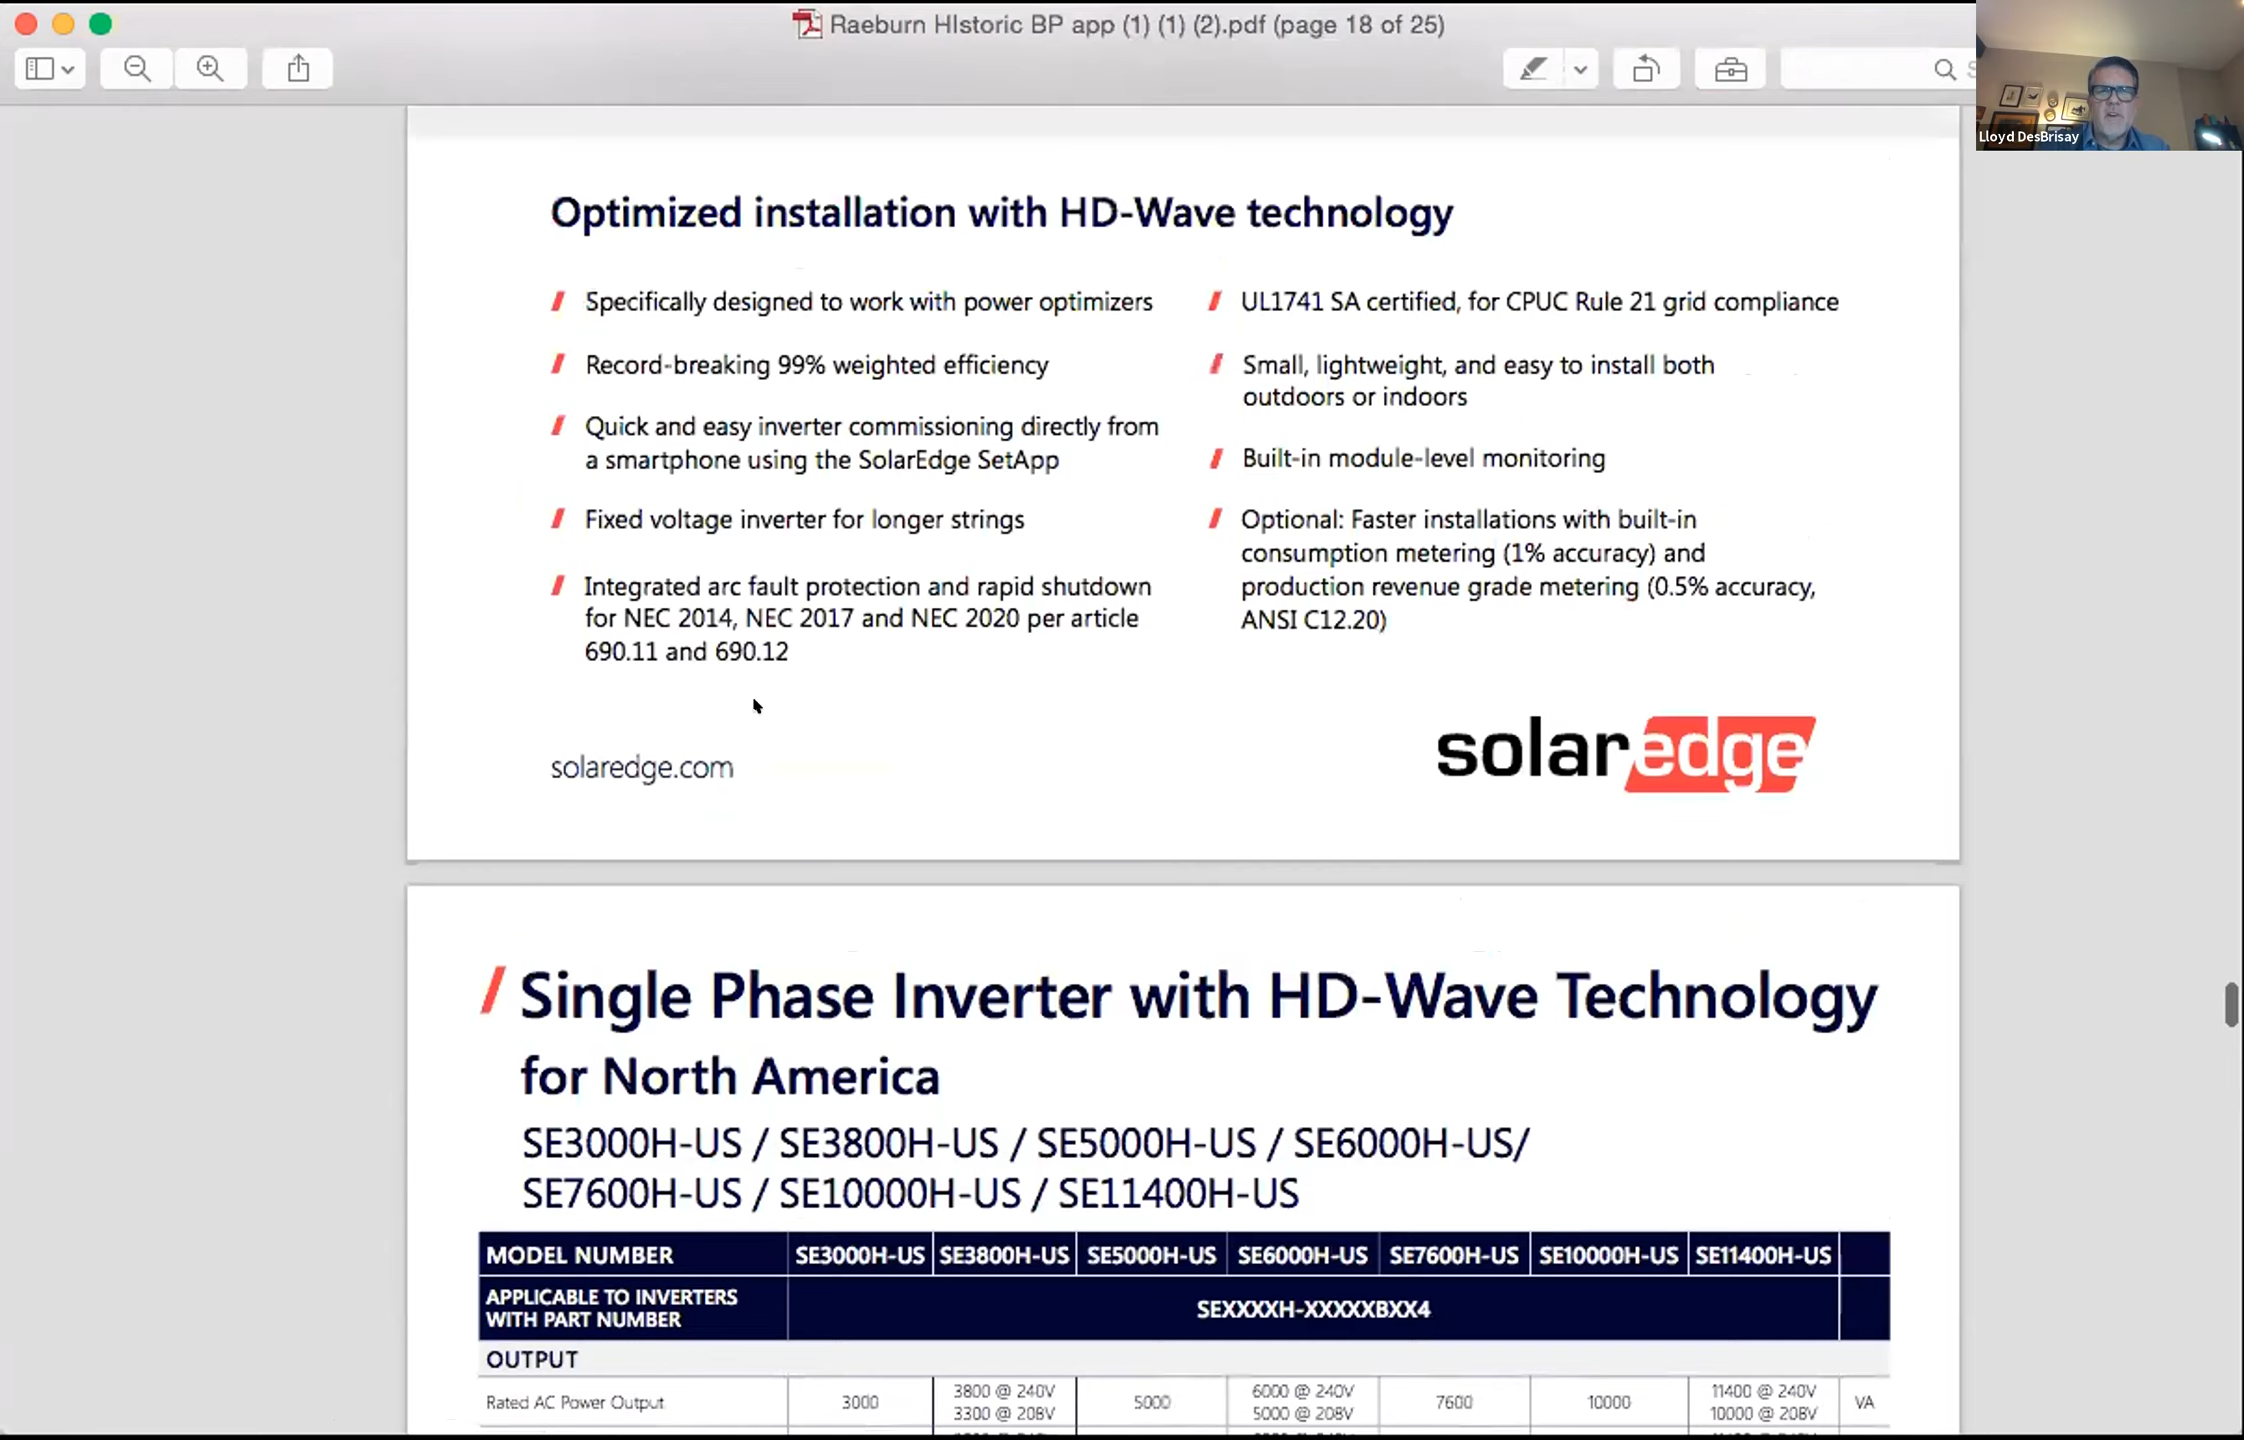 Raeburn HIstoric BP app (1) (1) (2).pdf (page 18 of 25)
Lloyd DesBrisay
Optimized installation with HD-Wave technology
Specifically designed to work with power optimizers
Record-breaking 99% weighted efficiency
Quick and easy inverter commissioning directly from
a smartphone using the SolarEdge SetApp
Fixed voltage inverter for longer strings
Integrated arc fault protection and rapid shutdown
for NEC 2014, NEC 2017 and NEC 2020 per article
690.11 and 690.12
UL1741 SA certified, for CPUC Rule 21 grid compliance
Small, lightweight, and easy to install both
outdoors or indoors
Built-in module-level monitoring
Optional: Faster installations with built-in
consumption metering (1% accuracy) and
production revenue grade metering (0.5% accuracy,
ANSI C12.20)
solaredge.com
solaredge
/ Single Phase Inverter with HD-Wave Technology
for North America
SE3000H-US / SE3800H-US / SE5000H-US / SE6000H-US/
SE7600H-US / SE10000H-US / SE11400H-US
MODEL NUMBER SE3000H-US SE3800H-US SE5000H-US SE6000H-US SE7600H-US SE10000H-US SE11400H-US
APPLICABLE TO INVERTERS
WITH PART NUMBER
SEXXXXH-XXXXXBXX4
OUTPUT
Rated AC Power Output 3000 3800 @ 240V 5000 6000 @ 240V 7600 10000 11400 @ 240V VA
3300 @ 208V 5000 @ 208V 10000 @ 208V